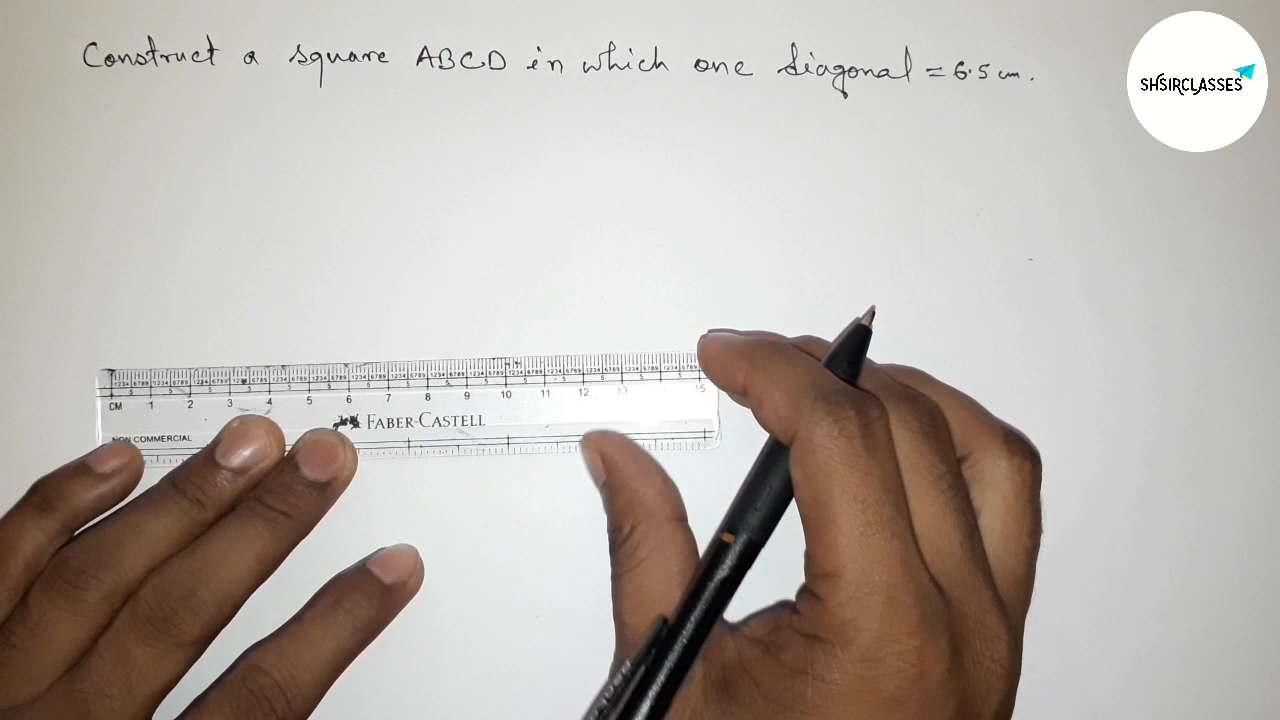 Construct a square ABCD in which one diagonal = 6.5 cm.
SHSIRCLASSES
CM 1 2 3 4 5 6 7 8 9 10 11 12 13 15
FABER-CASTELL
NON COMMERCIAL